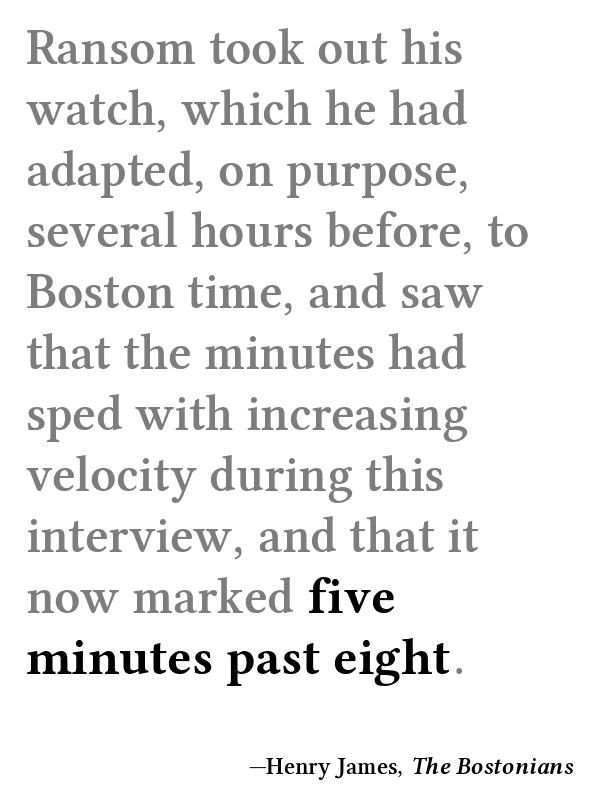 Ransom took out his
watch, which he had
adapted, on purpose,
several hours before, to
Boston time, and saw
that the minutes had
sped with increasing
velocity during this
interview, and that it
now marked five
minutes past eight.
—Henry James, The Bostonians